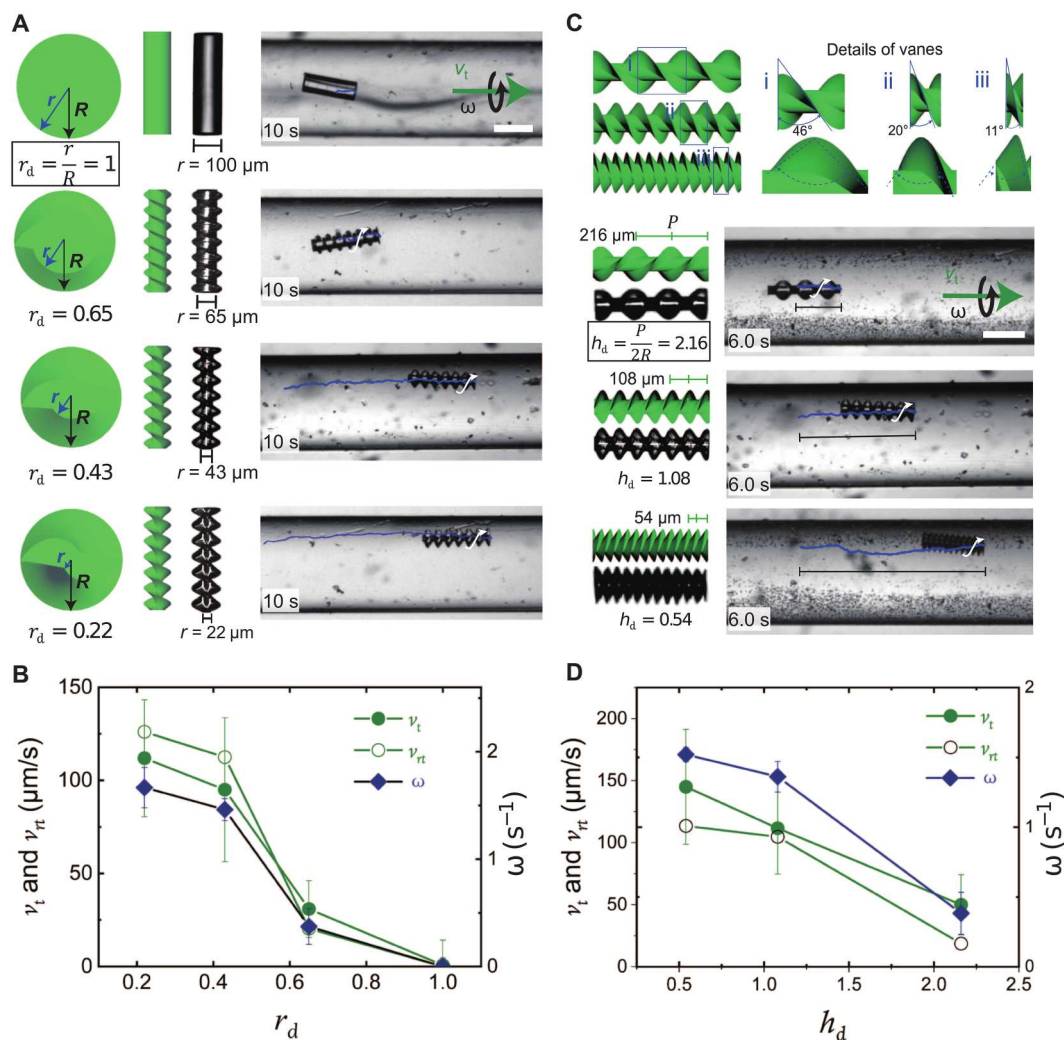 A
r
R
r_d = r/R = 1
r = 100 μm
10 s
v_t
ω
r
R
r_d = 0.65
r = 65 μm
10 s
r
R
r_d = 0.43
r = 43 μm
10 s
r
R
r_d = 0.22
r = 22 μm
10 s
B
150
100
50
0
v_t and v_rt (μm/s)
v_t
v_rt
ω
2
1
0
ω (s⁻¹)
0.2 0.4 0.6 0.8 1.0
r_d
C
Details of vanes
i
ii
iii
i
ii
iii
46°
20°
11°
216 μm
P
h_d = P/2R = 2.16
6.0 s
v_t
ω
108 μm
h_d = 1.08
6.0 s
54 μm
h_d = 0.54
6.0 s
D
200
150
100
50
0
v_t and v_rt (μm/s)
v_t
v_rt
ω
2
1
0
ω (s⁻¹)
0.5 1.0 1.5 2.0 2.5
h_d